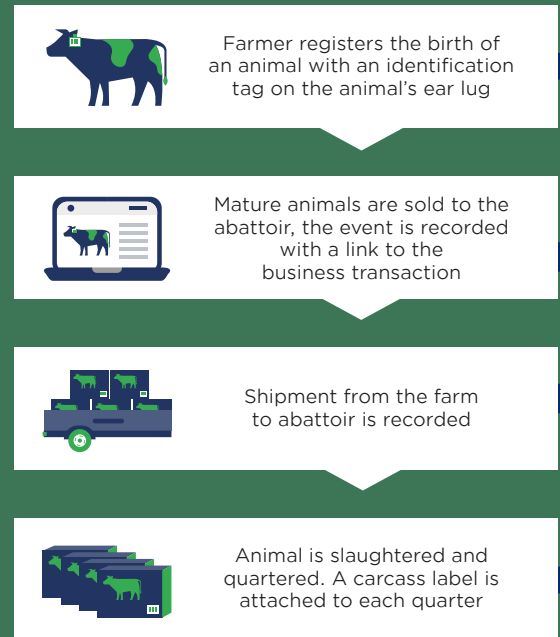 Farmer registers the birth of
an animal with an identification
tag on the animal's ear lug
Mature animals are sold to the
abattoir, the event is recorded
with a link to the
business transaction
Shipment from the farm
to abattoir is recorded
Animal is slaughtered and
quartered. A carcass label is
attached to each quarter